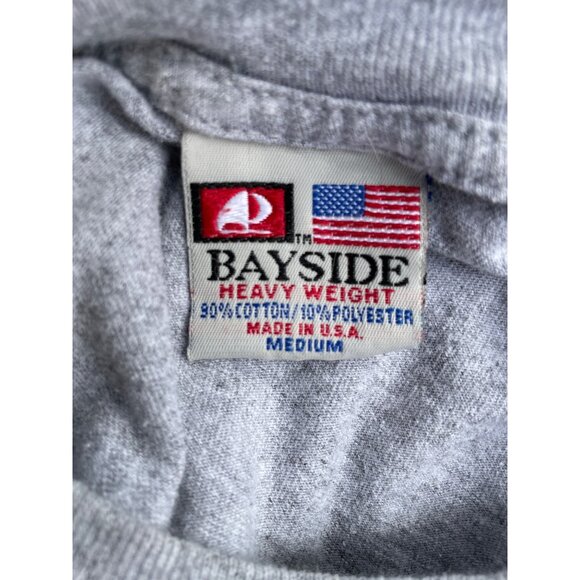 TM
BAYSIDE
HEAVY WEIGHT
90% COTTON/10% POLYESTER
MADE IN U.S.A.
MEDIUM